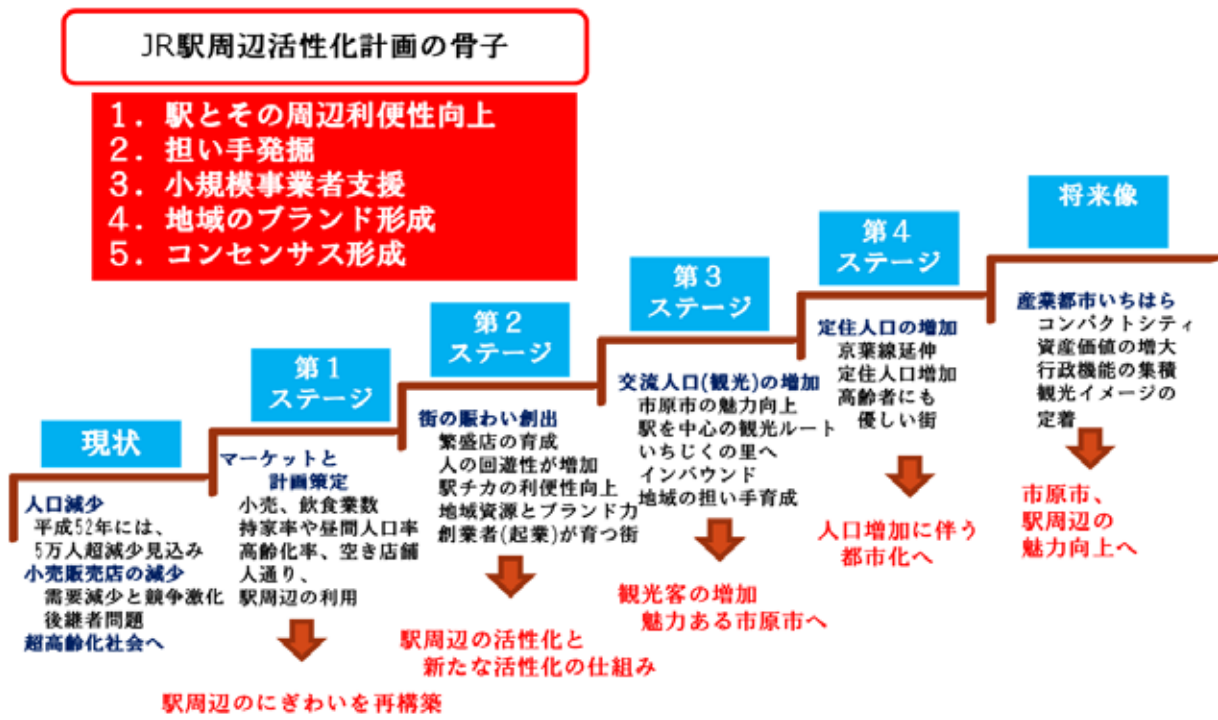 JR駅周辺活性化計画の骨子
1. 駅とその周辺利便性向上
2. 担い手発掘
3. 小規模事業者支援
4. 地域のブランド形成
5. コンセンサス形成
現状
人口減少
平成52年には、
5万人超減少見込み
小売販売店の減少
需要減少と競争激化
後継者問題
超高齢化社会へ
第1
ステージ
マーケットと
計画策定
小売、飲食業数
持家率や昼間人口率
高齢化率、空き店舗
人通り、
駅周辺の利用
駅周辺のにぎわいを再構築
第2
ステージ
街の賑わい創出
繁盛店の育成
人の回遊性が増加
駅チカの利便性向上
地域資源とブランド力
創業者(起業)が育つ街
駅周辺の活性化と
新たな活性化の仕組み
第3
ステージ
交流人口(観光)の増加
市原市の魅力向上
駅を中心の観光ルート
いちじくの里へ
インバウンド
地域の担い手育成
観光客の増加
魅力ある市原市へ
第4
ステージ
定住人口の増加
京葉線延伸
定住人口増加
高齢者にも
優しい街
人口増加に伴う
都市化へ
将来像
産業都市いちはら
コンパクトシティ
資産価値の増大
行政機能の集積
観光イメージの
定着
市原市、
駅周辺の
魅力向上へ